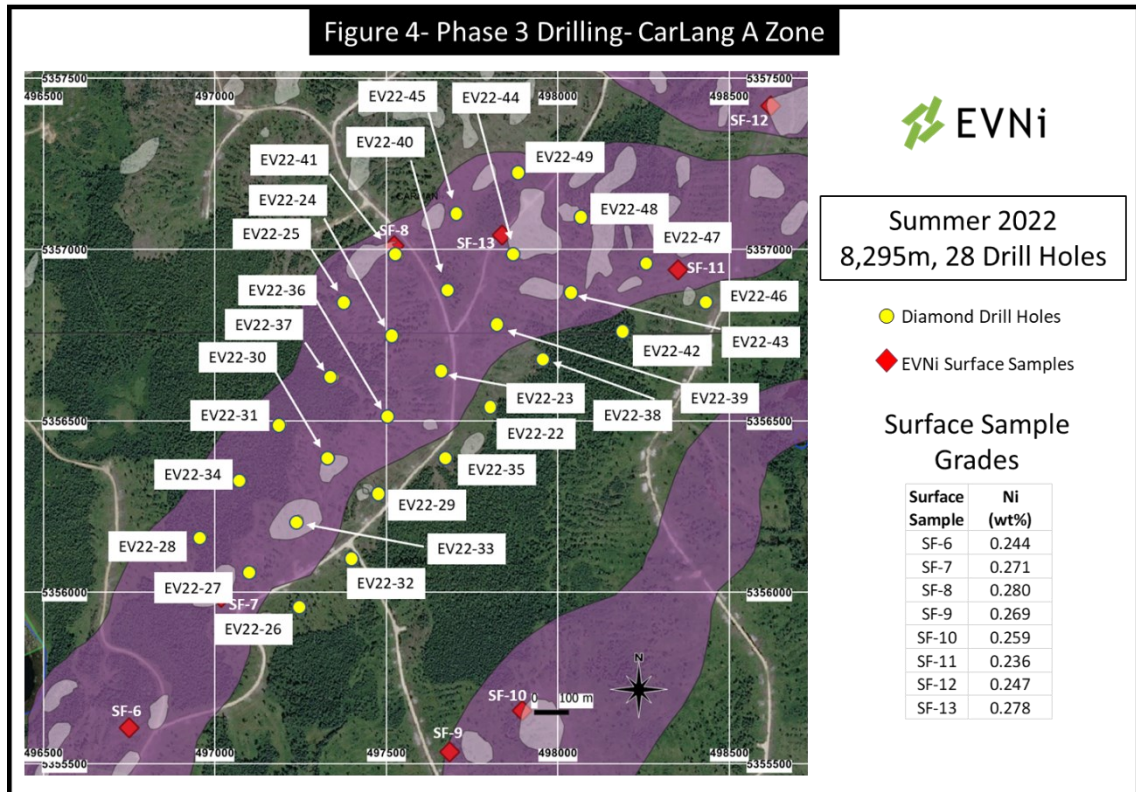 Figure 4- Phase 3 Drilling- CarLang A Zone
5357500
5357500
496500
497000
498000
498500
EV22-45
EV22-44
SF-12
EV22-40
EV22-49
EV22-41
EV22-24
SF-8
EV22-48
EV22-25
SF-13
5357000
5357000
EV22-47
SF-11
EV22-36
EV22-46
EV22-37
EV22-43
EV22-42
EV22-30
EV22-39
EV22-23
EV22-38
EV22-31
5356500
5356500
EV22-22
EV22-34
EV22-35
EV22-29
EV22-28
EV22-33
EV22-32
EV22-27
5356000
5356000
SF-7
EV22-26
N
SF-10
0 100 m
SF-6
SF-9
496500
497000
497500
498000
498500
5355500
5355500
EVNi
Summer 2022
8,295m, 28 Drill Holes
Diamond Drill Holes
EVNi Surface Samples
Surface Sample
Grades
Surface Ni
Sample (wt%)
SF-6 0.244
SF-7 0.271
SF-8 0.280
SF-9 0.269
SF-10 0.259
SF-11 0.236
SF-12 0.247
SF-13 0.278